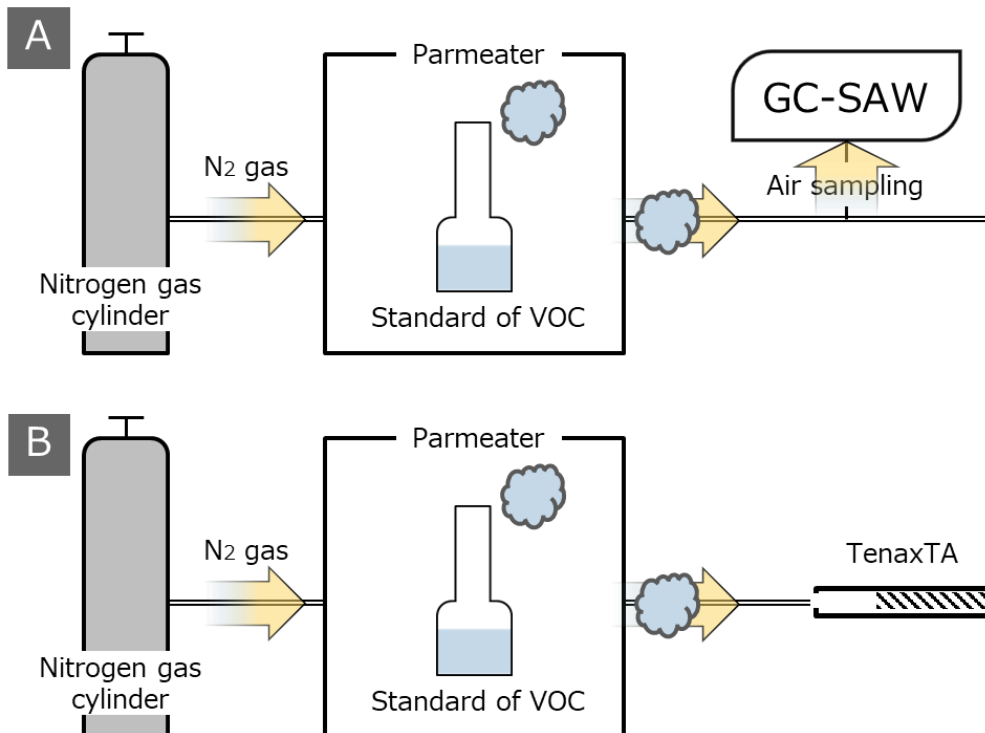 A
Parmeater
GC-SAW
N2 gas
Air sampling
Nitrogen gas
cylinder
Standard of VOC
B
Parmeater
N2 gas
TenaxTA
Nitrogen gas
cylinder
Standard of VOC